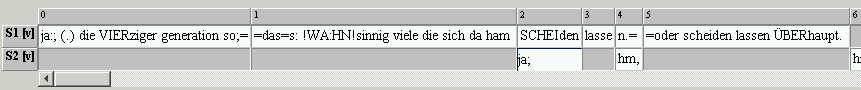 0 1 2 3 4 5 6
S1 [v] ja:; (.) die VIERziger generation so;= =das=s: !WA:HN!sinnig viele die sich da ham SCHEIden lasse n.= =oder scheiden lassen ÜBERhaupt.
S2 [v] ja; hm, h